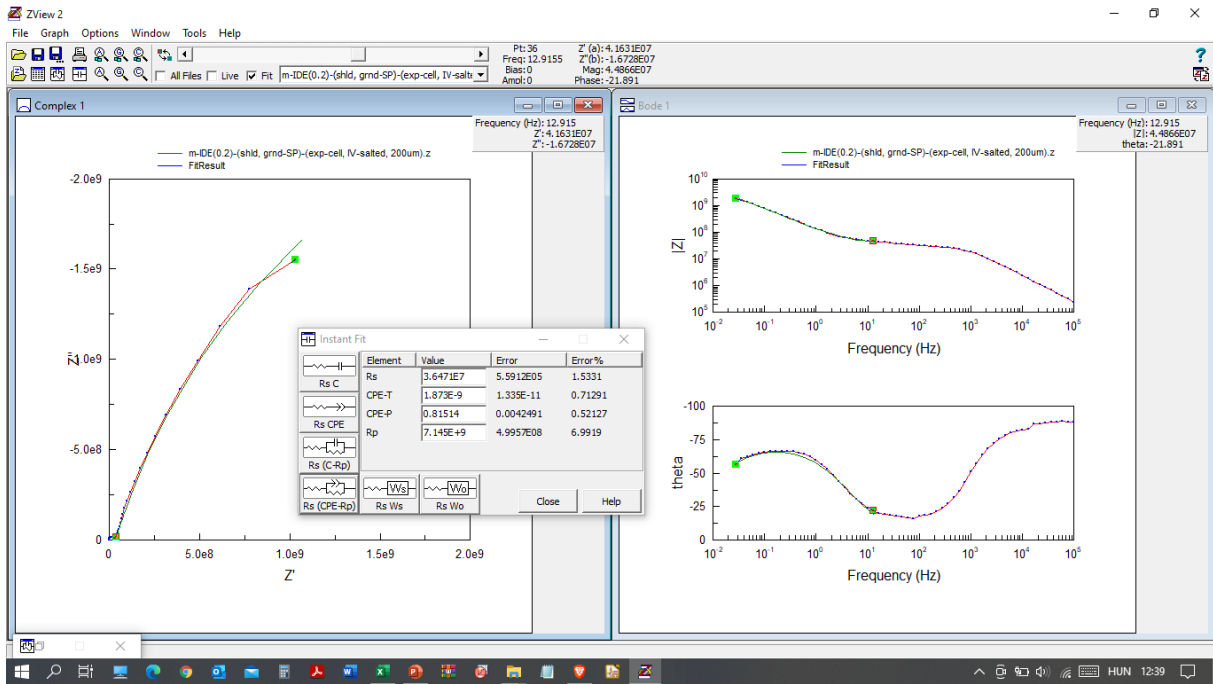 ZView 2
File Graph Options Window Tools Help
Pt: 36 Z' (a): 4.1631E07
Freq: 12.9155 Z"(b): -1.6728E07
Bias: 0 Mag: 4.4866E07
Ampl: 0 Phase: -21.891
All Files Live Fit m-IDE(0.2)-(shld, grnd-SP)-(exp-cell, IV-salte
Complex 1
Frequency (Hz): 12.915
Z': 4.1631E07
Z": -1.6728E07
m-IDE(0.2)-(shld, grnd-SP)-(exp-cell, IV-salted, 200um).z
FitResult
-2.0e9
-1.5e9
-1.0e9
-5.0e8
0
Z"
0 5.0e8 1.0e9 1.5e9 2.0e9
Z'
Bode 1
Frequency (Hz): 12.915
|Z|: 4.4866E07
theta: -21.891
m-IDE(0.2)-(shld, grnd-SP)-(exp-cell, IV-salted, 200um).z
FitResult
10^10
10^9
10^8
10^7
10^6
10^5
|Z|
10^-2 10^-1 10^0 10^1 10^2 10^3 10^4 10^5
Frequency (Hz)
-100
-75
-50
-25
0
theta
10^-2 10^-1 10^0 10^1 10^2 10^3 10^4 10^5
Frequency (Hz)
Instant Fit
Element Value Error Error%
Rs 3.6471E7 5.5912E05 1.5331
CPE-T 1.873E-9 1.335E-11 0.71291
CPE-P 0.81514 0.0042491 0.52127
Rp 7.145E+9 4.9957E08 6.9919
Rs C
Rs CPE
Rs (C-Rp)
Rs (CPE-Rp)
Ws
Rs Ws
Wo
Rs Wo
Close Help
HUN 12:39